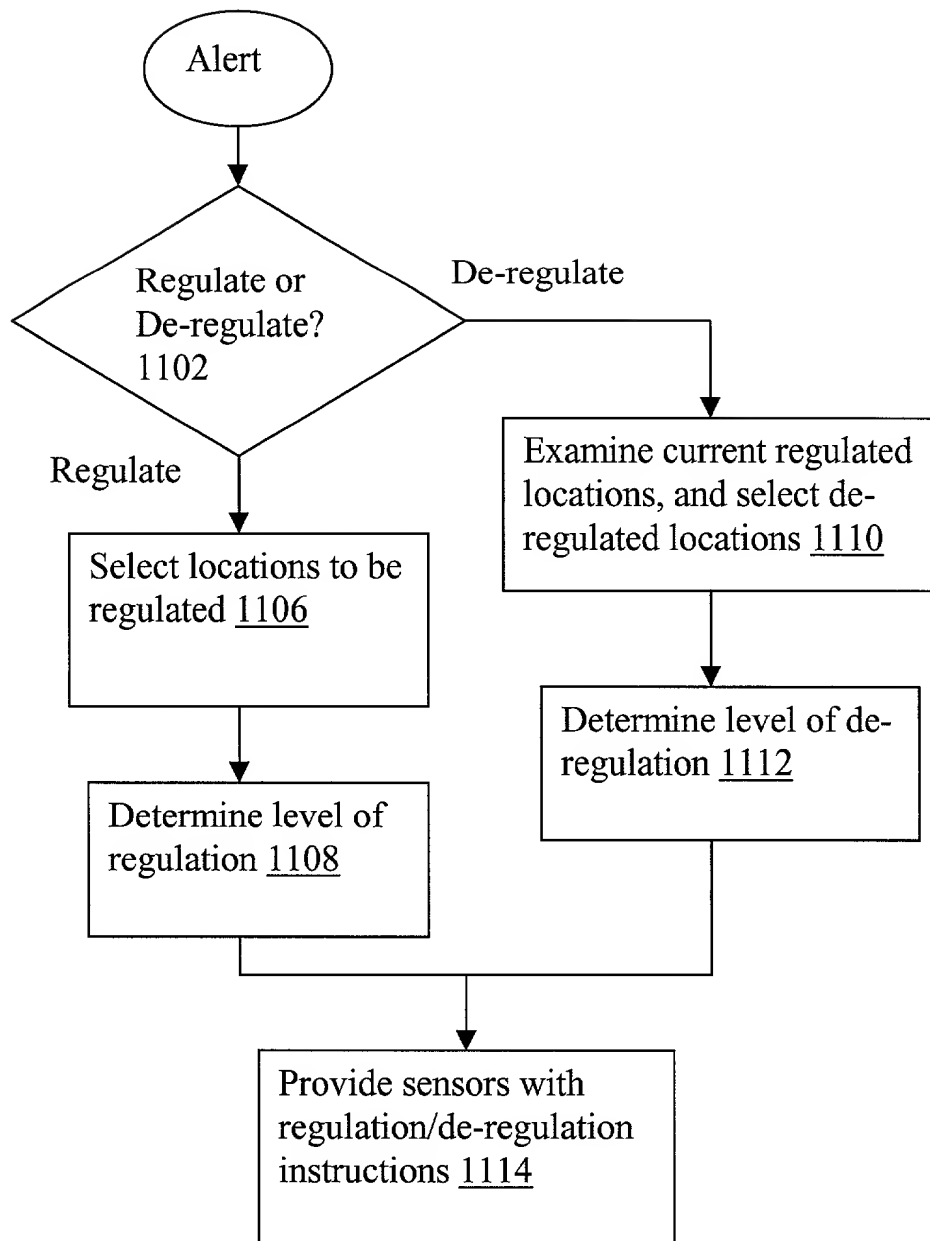 Alert
Regulate or
De-regulate?
1102
De-regulate
Regulate
Examine current regulated
locations, and select de-
regulated locations 1110
Select locations to be
regulated 1106
Determine level of de-
regulation 1112
Determine level of
regulation 1108
Provide sensors with
regulation/de-regulation
instructions 1114